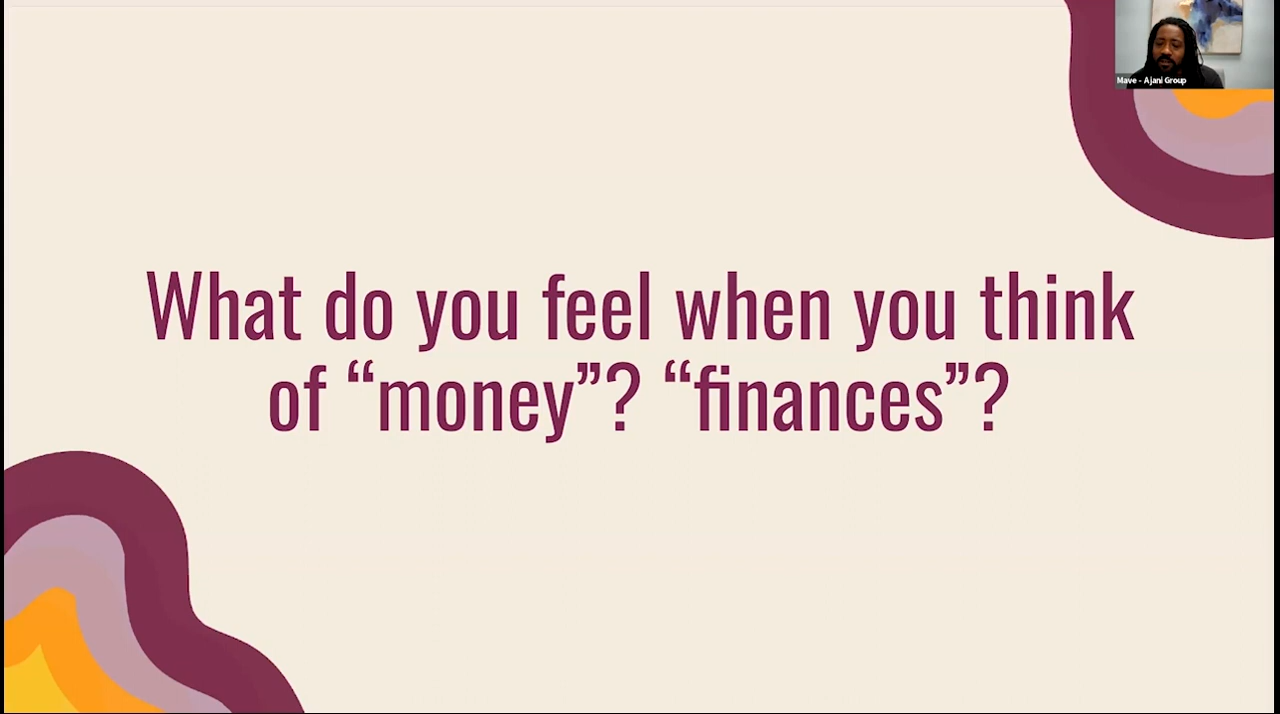 Mave - Ajani Group
What do you feel when you think
of “money”? “finances”?